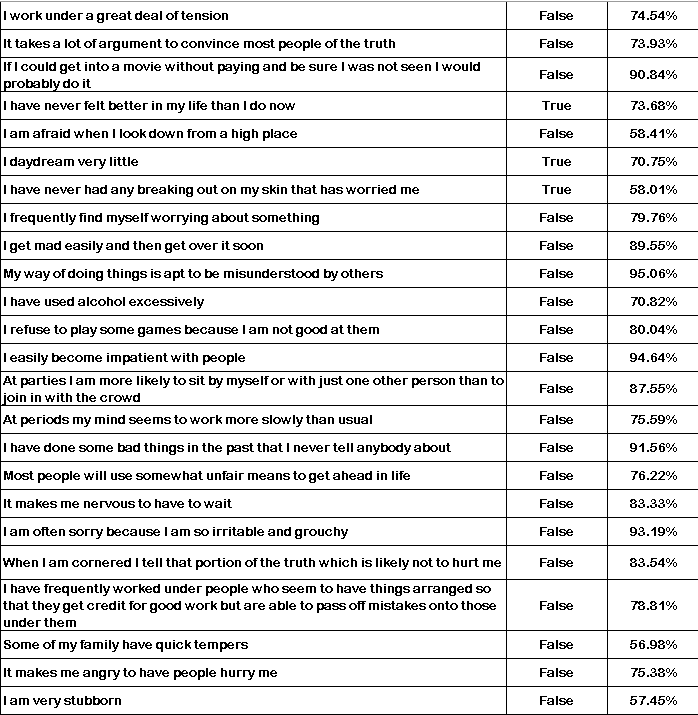 I work under a great deal of tension False 74.54%
It takes a lot of argument to convince most people of the truth False 73.93%
If I could get into a movie without paying and be sure I was not seen I would
probably do it False 90.84%
I have never felt better in my life than I do now True 73.68%
I am afraid when I look down from a high place False 58.41%
I daydream very little True 70.75%
I have never had any breaking out on my skin that has worried me True 58.01%
I frequently find myself worrying about something False 79.76%
I get mad easily and then get over it soon False 89.55%
My way of doing things is apt to be misunderstood by others False 95.06%
I have used alcohol excessively False 70.82%
I refuse to play some games because I am not good at them False 80.04%
I easily become impatient with people False 94.64%
At parties I am more likely to sit by myself or with just one other person than to
join in with the crowd False 87.55%
At periods my mind seems to work more slowly than usual False 75.59%
I have done some bad things in the past that I never tell anybody about False 91.56%
Most people will use somewhat unfair means to get ahead in life False 76.22%
It makes me nervous to have to wait False 83.33%
I am often sorry because I am so irritable and grouchy False 93.19%
When I am cornered I tell that portion of the truth which is likely not to hurt me False 83.54%
I have frequently worked under people who seem to have things arranged so
that they get credit for good work but are able to pass off mistakes onto those
under them False 78.81%
Some of my family have quick tempers False 56.98%
It makes me angry to have people hurry me False 75.38%
I am very stubborn False 57.45%